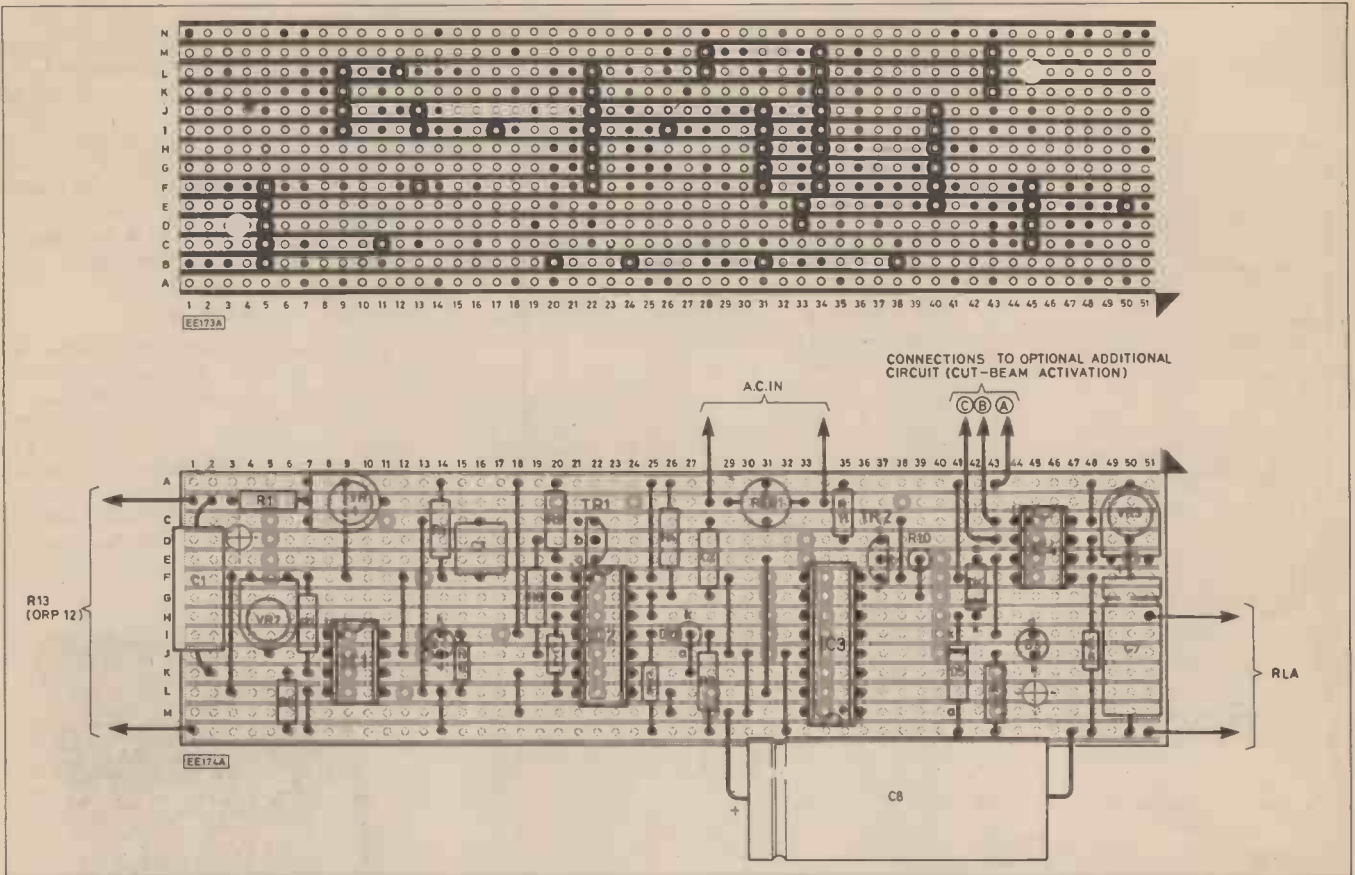 N
M
L
K
J
I
H
G
F
E
D
C
B
A
1 2 3 4 5 6 7 8 9 10 11 12 13 14 15 16 17 18 19 20 21 22 23 24 25 26 27 28 29 30 31 32 33 34 35 36 37 38 39 40 41 42 43 44 45 46 47 48 49 50 51
EE173A
CONNECTIONS TO OPTIONAL ADDITIONAL
CIRCUIT (CUT-BEAM ACTIVATION)
A.C.IN
C B A
1 2 3 4 5 6 7 8 9 10 11 12 13 14 15 16 17 18 19 20 21 22 23 24 25 26 27 28 29 30 31 32 33 35 36 37 38 39 40 41 42 43 44 45 46 47 48 49 50 51
A
R1
C
TR1
TR2
VR3
D
b
R10
E
F
C1
G
R13
(ORP 12)
H
VR2
k
I
J
a
IC3
C7
RLA
K
D5
L
M
a
EE174A
C8
+